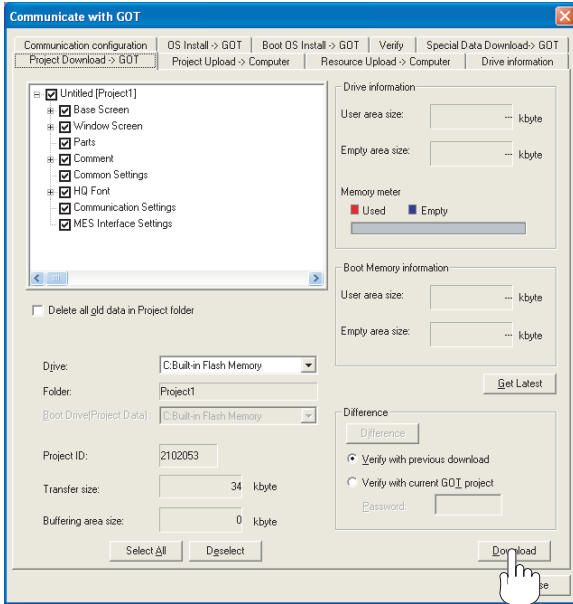 Communicate with GOT
Communication configuration | OS Install -> GOT | Boot OS Install -> GOT | Verify | Special Data Download-> GOT
Project Download -> GOT | Project Upload -> Computer | Resource Upload -> Computer | Drive information
Untitled [Project1]
Base Screen
Window Screen
Parts
Comment
Common Settings
HQ Font
Communication Settings
MES Interface Settings
Delete all old data in Project folder
Drive: C:Built-in Flash Memory
Folder: Project1
Boot Drive(Project Data) : C:Built-in Flash Memory
Project ID: 2102053
Transfer size: 34 kbyte
Buffering area size: 0 kbyte
Select All Deselect
Drive information
User area size: --- kbyte
Empty area size: --- kbyte
Memory meter
Used Empty
Boot Memory information
User area size: --- kbyte
Empty area size: --- kbyte
Get Latest
Difference
Difference
Verify with previous download
Verify with current GOT project
Password:
Download